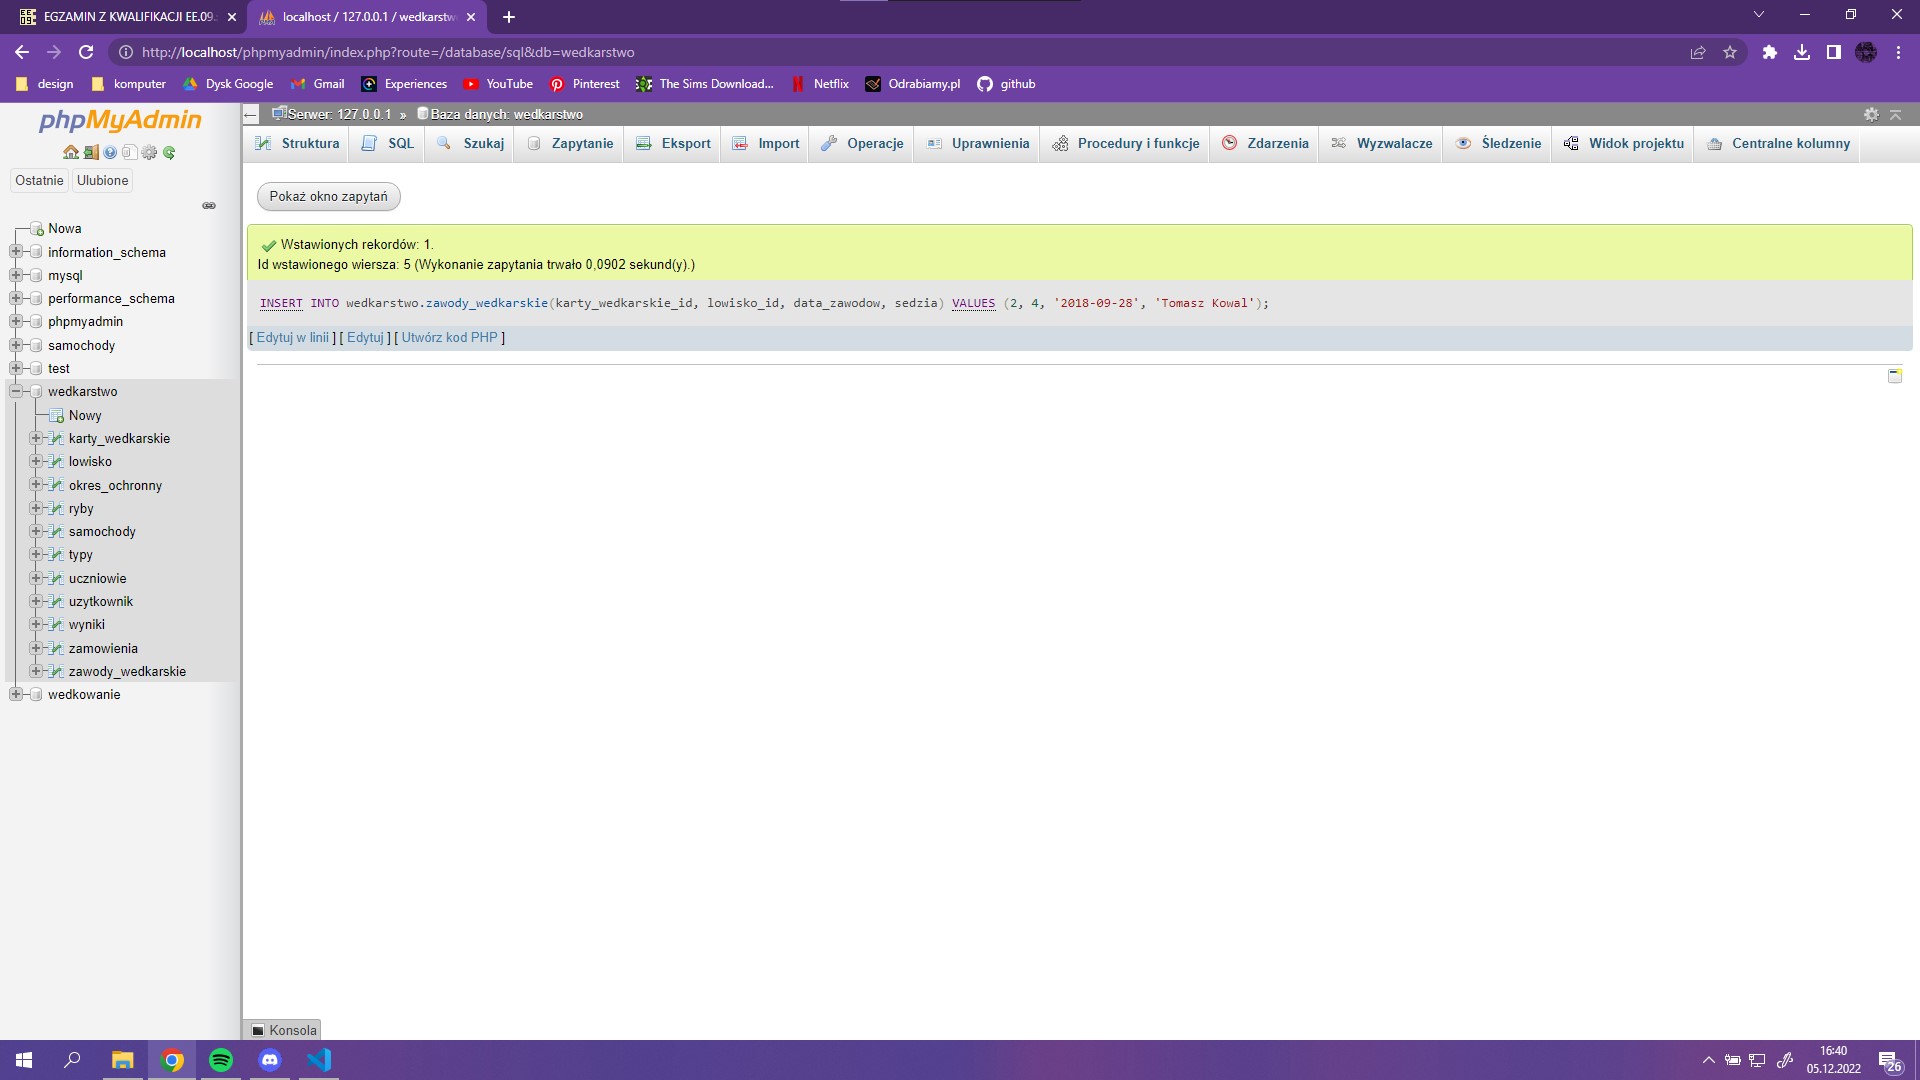 EGZAMIN Z KWALIFIKACJI EE.09.
localhost / 127.0.0.1 / wedkarstw
http://localhost/phpmyadmin/index.php?route=/database/sql&db=wedkarstwo
design
komputer
Dysk Google
Gmail
Experiences
YouTube
Pinterest
The Sims Download...
Netflix
Odrabiamy.pl
github
phpMyAdmin
Ostatnie
Ulubione
Nowa
information_schema
mysql
performance_schema
phpmyadmin
samochody
test
wedkarstwo
Nowy
karty_wedkarskie
lowisko
okres_ochronny
ryby
samochody
typy
uczniowie
uzytkownik
wyniki
zamowienia
zawody_wedkarskie
wedkowanie
Serwer: 127.0.0.1 » Baza danych: wedkarstwo
Struktura
SQL
Szukaj
Zapytanie
Eksport
Import
Operacje
Uprawnienia
Procedury i funkcje
Zdarzenia
Wyzwalacze
Śledzenie
Widok projektu
Centralne kolumny
Pokaż okno zapytań
Wstawionych rekordów: 1.
Id wstawionego wiersza: 5 (Wykonanie zapytania trwało 0,0902 sekund(y).)
INSERT INTO wedkarstwo.zawody_wedkarskie(karty_wedkarskie_id, lowisko_id, data_zawodow, sedzia) VALUES (2, 4, '2018-09-28', 'Tomasz Kowal');
[ Edytuj w linii ] [ Edytuj ] [ Utwórz kod PHP ]
Konsola
16:40
05.12.2022
26